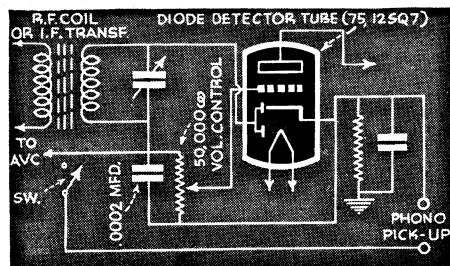 R.F. COIL
OR I.F. TRANSF.
DIODE DETECTOR TUBE (75, 12SQ7)
TO
AVC
SW.
.0002 MFD.
50,000 ω
VOL. CONTROL
PHONO
PICK-UP